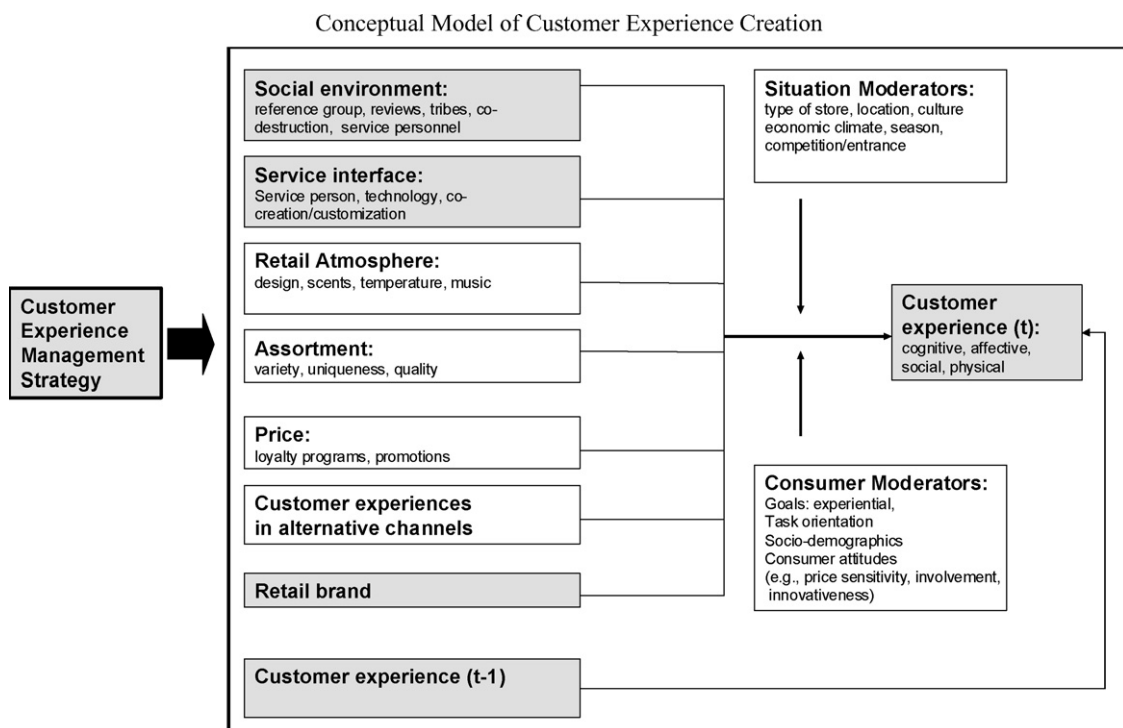 Conceptual Model of Customer Experience Creation
Social environment:
reference group, reviews, tribes, co-
destruction, service personnel
Service interface:
Service person, technology, co-
creation/customization
Retail Atmosphere:
design, scents, temperature, music
Assortment:
variety, uniqueness, quality
Price:
loyalty programs, promotions
Customer experiences
in alternative channels
Retail brand
Customer experience (t-1)
Customer
Experience
Management
Strategy
Situation Moderators:
type of store, location, culture
economic climate, season,
competition/entrance
Customer
experience (t):
cognitive, affective,
social, physical
Consumer Moderators:
Goals: experiential,
Task orientation
Socio-demographics
Consumer attitudes
(e.g., price sensitivity, involvement,
innovativeness)